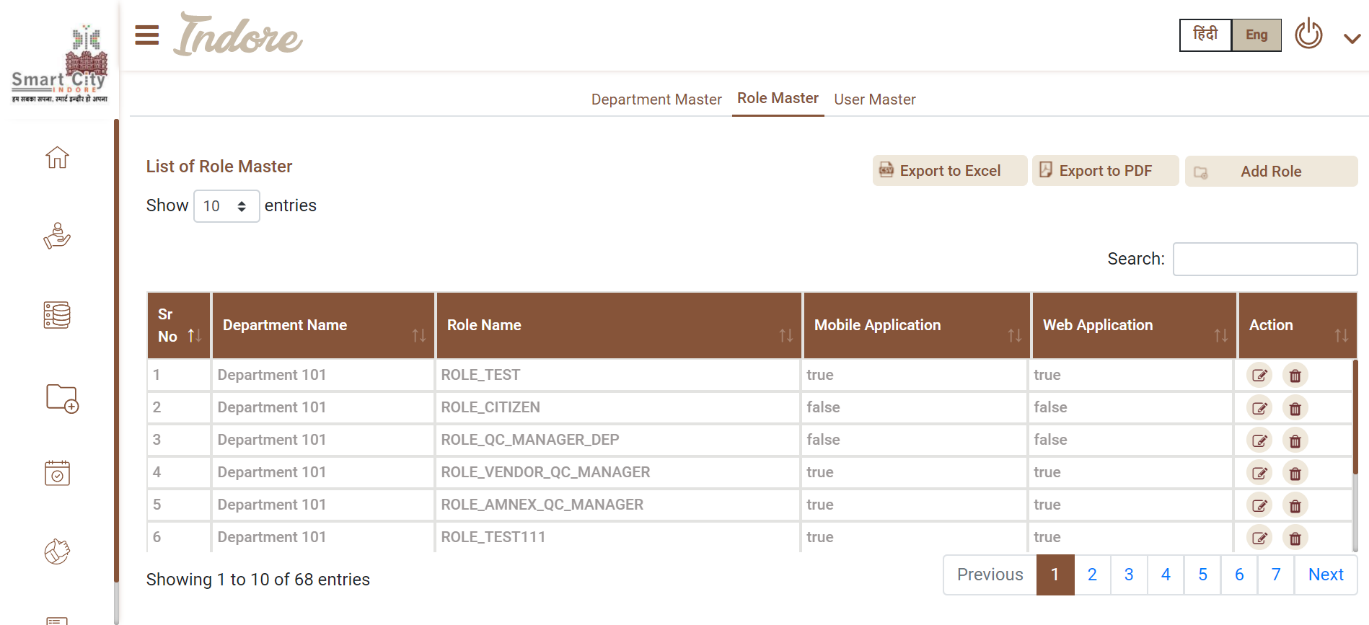 Smart City
INDORE
हम सबका सपना, स्मार्ट इन्दौर हो अपना
Indore
हिंदी Eng
Department Master Role Master User Master
List of Role Master
Export to Excel Export to PDF Add Role
Show 10 entries
Search:
Sr No Department Name Role Name Mobile Application Web Application Action
1 Department 101 ROLE_TEST true true
2 Department 101 ROLE_CITIZEN false false
3 Department 101 ROLE_QC_MANAGER_DEP false false
4 Department 101 ROLE_VENDOR_QC_MANAGER true true
5 Department 101 ROLE_AMNEX_QC_MANAGER true true
6 Department 101 ROLE_TEST111 true true
Showing 1 to 10 of 68 entries
Previous 1 2 3 4 5 6 7 Next